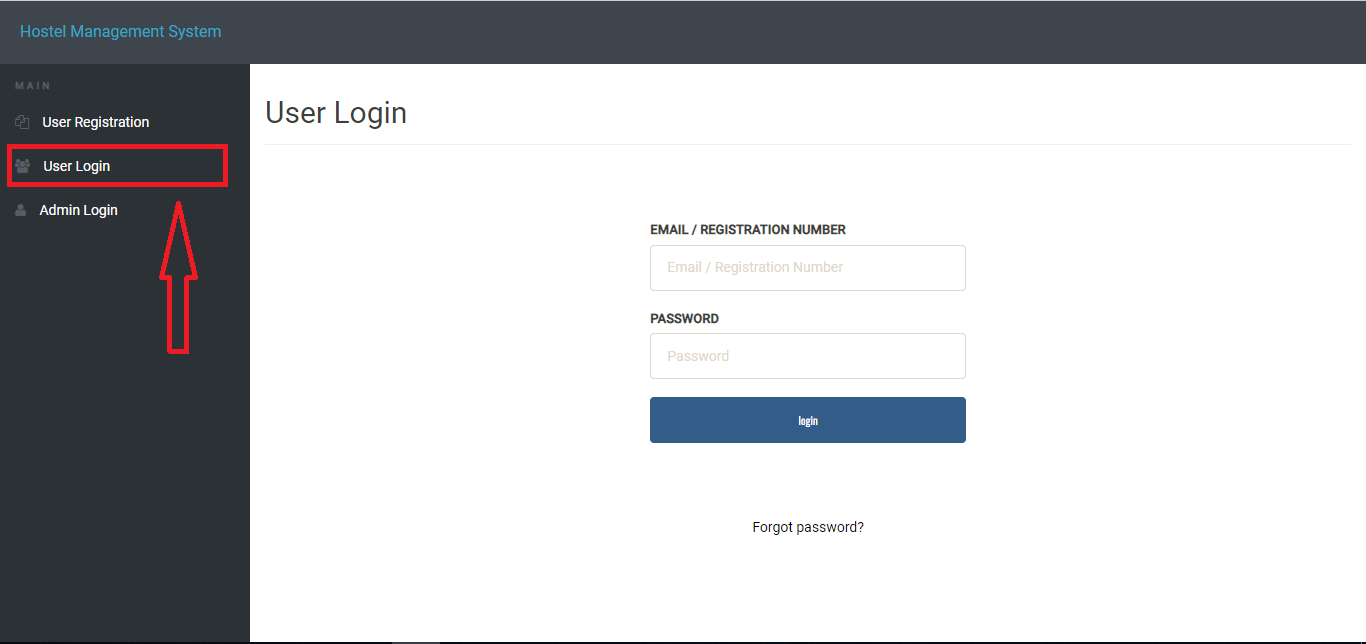 Hostel Management System
MAIN
User Registration
User Login
Admin Login
User Login
EMAIL / REGISTRATION NUMBER
Email / Registration Number
PASSWORD
Password
login
Forgot password?